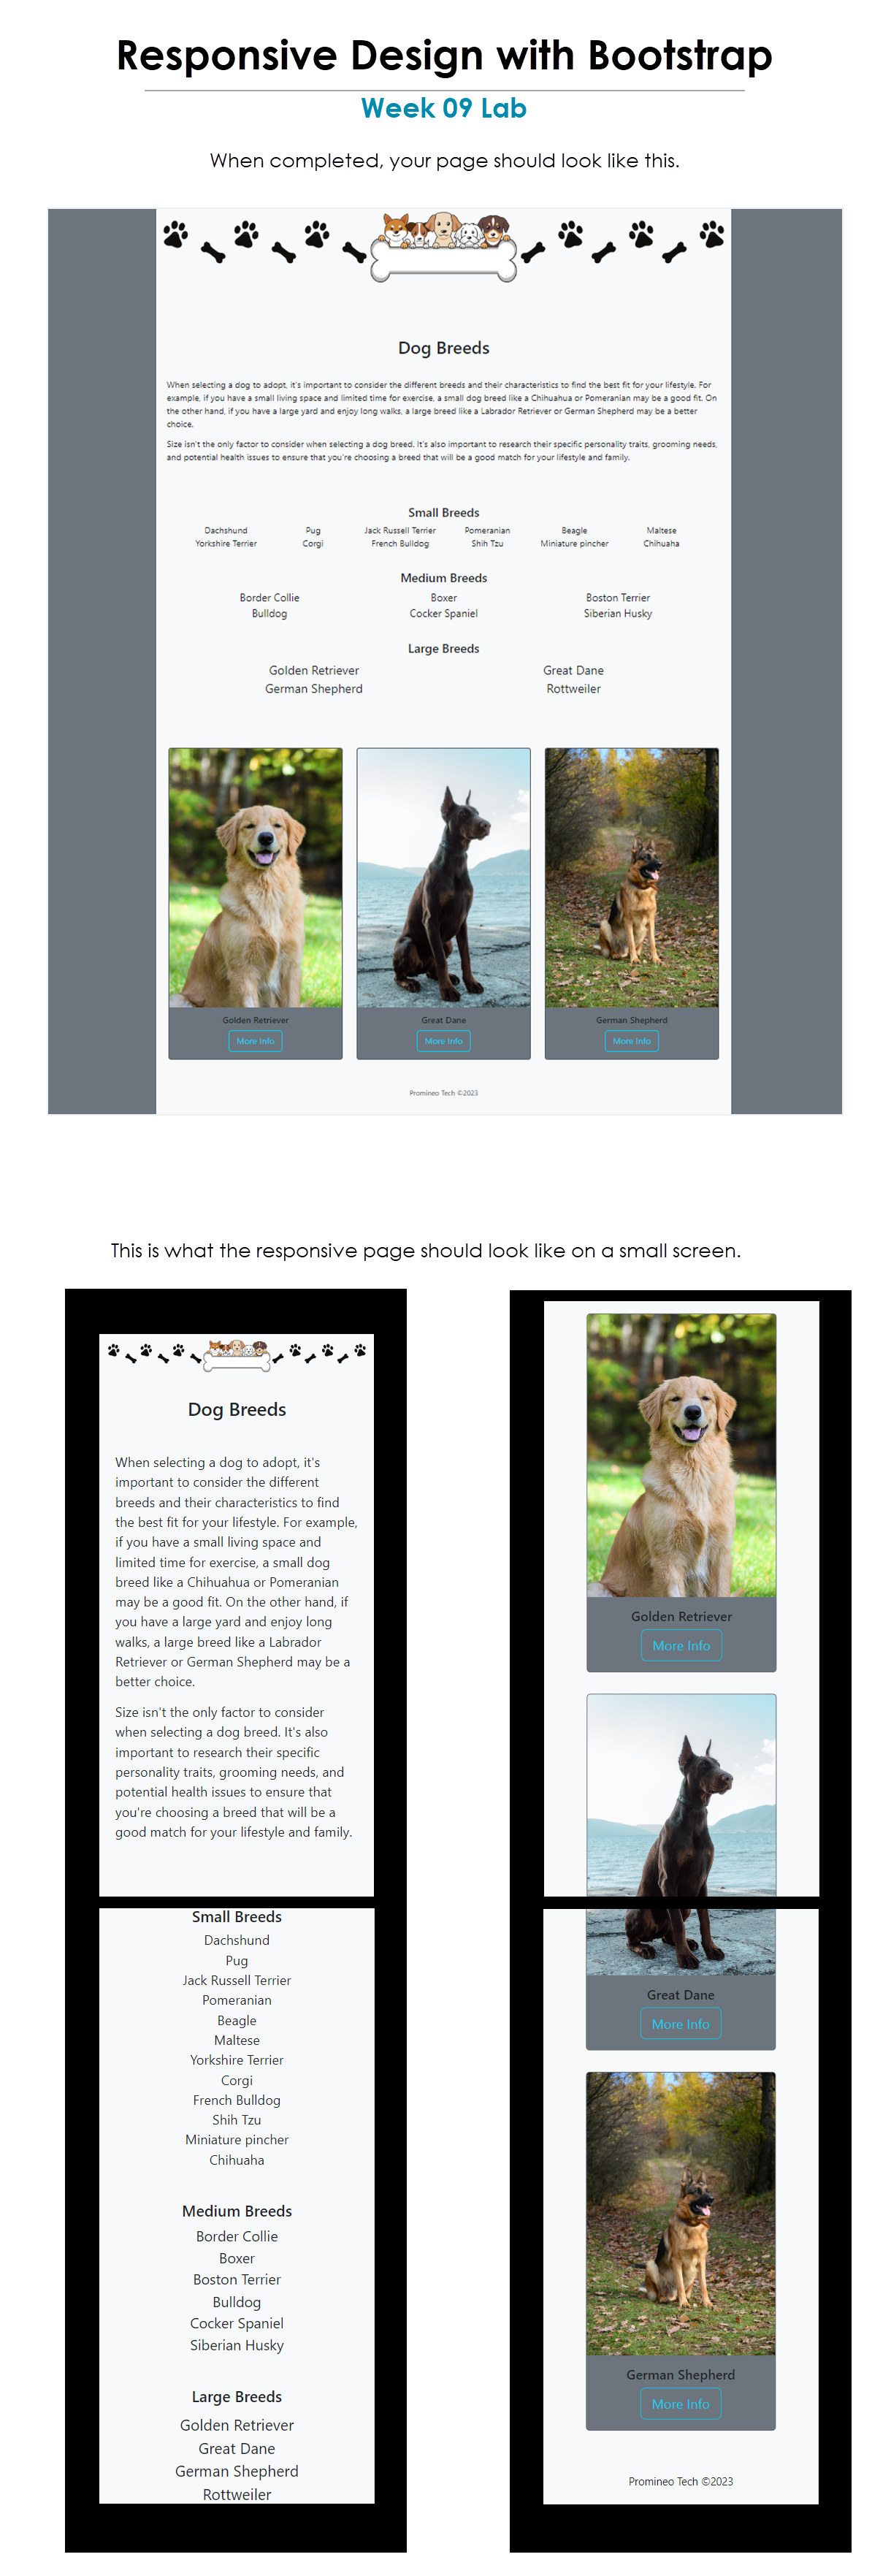 Responsive Design with Bootstrap
Week 09 Lab
When completed, your page should look like this.
Dog Breeds
When selecting a dog to adopt, it's important to consider the different breeds and their characteristics to find the best fit for your lifestyle. For
example, if you have a small living space and limited time for exercise, a small dog breed like a Chihuahua or Pomeranian may be a good fit. On
the other hand, if you have a large yard and enjoy long walks, a large breed like a Labrador Retriever or German Shepherd may be a better
choice.
Size isn't the only factor to consider when selecting a dog breed. It's also important to research their specific personality traits, grooming needs,
and potential health issues to ensure that you're choosing a breed that will be a good match for your lifestyle and family.
Small Breeds
Dachshund Pug Jack Russell Terrier Pomeranian Beagle Maltese
Yorkshire Terrier Corgi French Bulldog Shih Tzu Miniature pincher Chihuaha
Medium Breeds
Border Collie Boxer Boston Terrier
Bulldog Cocker Spaniel Siberian Husky
Large Breeds
Golden Retriever Great Dane
German Shepherd Rottweiler
Golden Retriever Great Dane German Shepherd
More Info More Info More Info
Promineo Tech ©2023
This is what the responsive page should look like on a small screen.
Dog Breeds
When selecting a dog to adopt, it's
important to consider the different
breeds and their characteristics to find
the best fit for your lifestyle. For example,
if you have a small living space and
limited time for exercise, a small dog
breed like a Chihuahua or Pomeranian
may be a good fit. On the other hand, if
you have a large yard and enjoy long
walks, a large breed like a Labrador
Retriever or German Shepherd may be a
better choice.
Size isn't the only factor to consider
when selecting a dog breed. It's also
important to research their specific
personality traits, grooming needs, and
potential health issues to ensure that
you're choosing a breed that will be a
good match for your lifestyle and family.
Small Breeds
Dachshund
Pug
Jack Russell Terrier
Pomeranian
Beagle
Maltese
Yorkshire Terrier
Corgi
French Bulldog
Shih Tzu
Miniature pincher
Chihuaha
Medium Breeds
Border Collie
Boxer
Boston Terrier
Bulldog
Cocker Spaniel
Siberian Husky
Large Breeds
Golden Retriever
Great Dane
German Shepherd
Rottweiler
Golden Retriever
More Info
Great Dane
More Info
German Shepherd
More Info
Promineo Tech ©2023